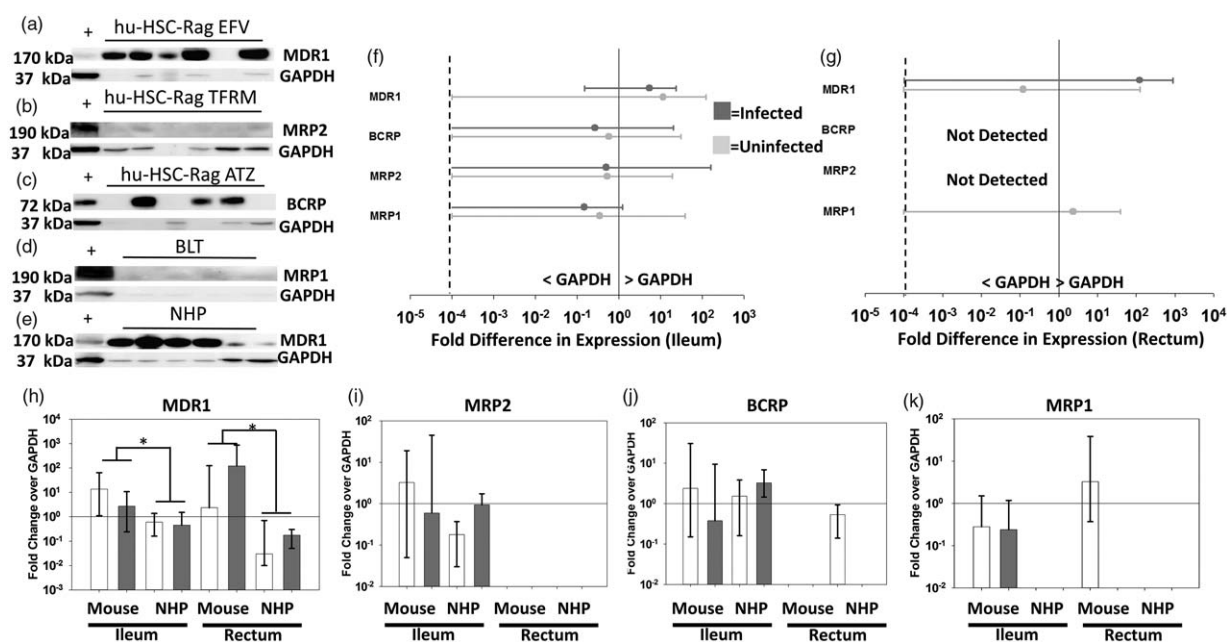 (a)
+ hu-HSC-Rag EFV
170 kDa MDR1
37 kDa GAPDH
(b)
+ hu-HSC-Rag TFRM
190 kDa MRP2
37 kDa GAPDH
(c)
+ hu-HSC-Rag ATZ
72 kDa BCRP
37 kDa GAPDH
(d)
+ BLT
190 kDa MRP1
37 kDa GAPDH
(e)
+ NHP
170 kDa MDR1
37 kDa GAPDH
(f)
MDR1
BCRP
MRP2
MRP1
=Infected
=Uninfected
< GAPDH > GAPDH
10-5 10-4 10-3 10-2 10-1 100 101 102 103
Fold Difference in Expression (Ileum)
(g)
MDR1
BCRP Not Detected
MRP2 Not Detected
MRP1
< GAPDH > GAPDH
10-5 10-4 10-3 10-2 10-1 100 101 102 103 104
Fold Difference in Expression (Rectum)
(h)
MDR1
Fold Change over GAPDH
104
103
102
101
100
10-1
10-2
10-3
* *
Mouse NHP Mouse NHP
Ileum Rectum
(i)
MRP2
Fold Change over GAPDH
102
101
100
10-1
10-2
Mouse NHP Mouse NHP
Ileum Rectum
(j)
BCRP
Fold Change over GAPDH
102
101
100
10-1
10-2
Mouse NHP Mouse NHP
Ileum Rectum
(k)
MRP1
Fold Change over GAPDH
102
101
100
10-1
10-2
Mouse NHP Mouse NHP
Ileum Rectum